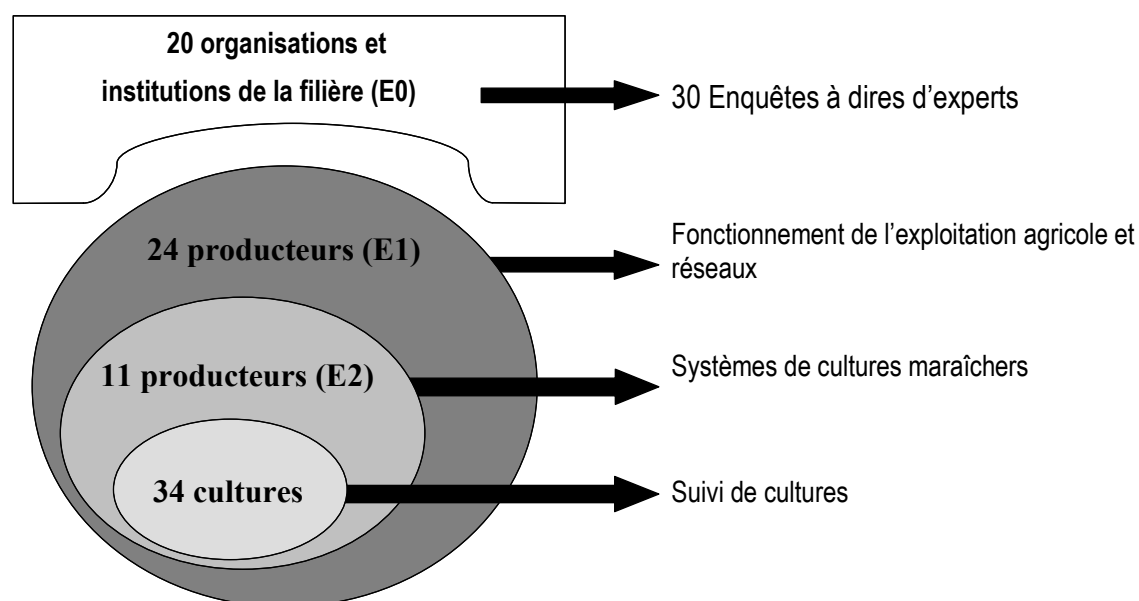 20 organisations et
institutions de la filière (E0)
30 Enquêtes à dires d’experts
24 producteurs (E1)
Fonctionnement de l’exploitation agricole et
réseaux
11 producteurs (E2)
Systèmes de cultures maraîchers
34 cultures
Suivi de cultures